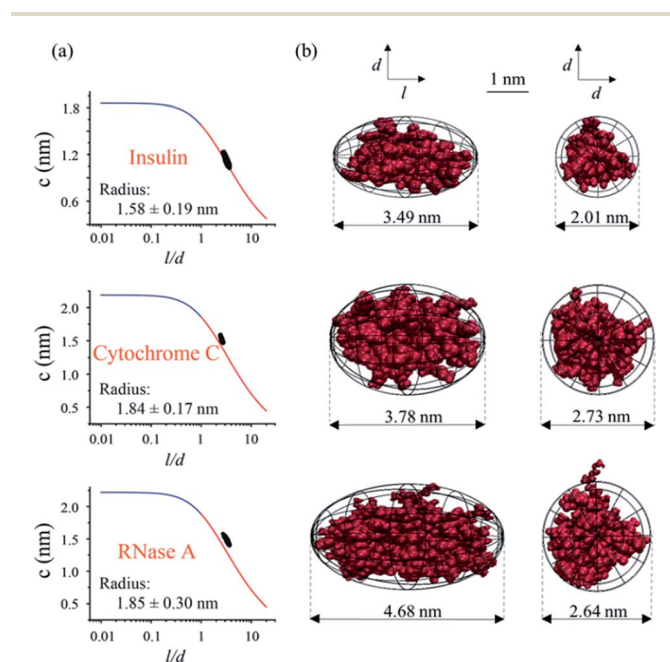 (a)
(b)
d
l
1 nm
d
d
c (nm)
1.8
1.2
0.6
Insulin
Radius:
1.58 ± 0.19 nm
0.01 0.1 1 10
l/d
3.49 nm
2.01 nm
c (nm)
2.0
1.5
1.0
0.5
Cytochrome C
Radius:
1.84 ± 0.17 nm
0.01 0.1 1 10
l/d
3.78 nm
2.73 nm
c (nm)
2.0
1.5
1.0
0.5
RNase A
Radius:
1.85 ± 0.30 nm
0.01 0.1 1 10
l/d
4.68 nm
2.64 nm